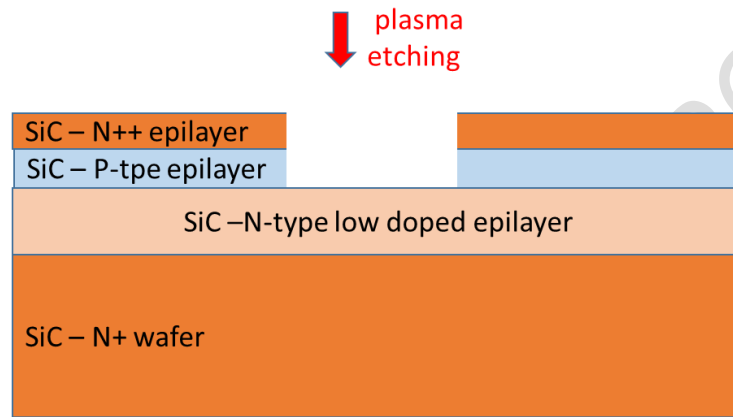 plasma
etching
SiC – N++ epilayer
SiC – P-tpe epilayer
SiC –N-type low doped epilayer
SiC – N+ wafer